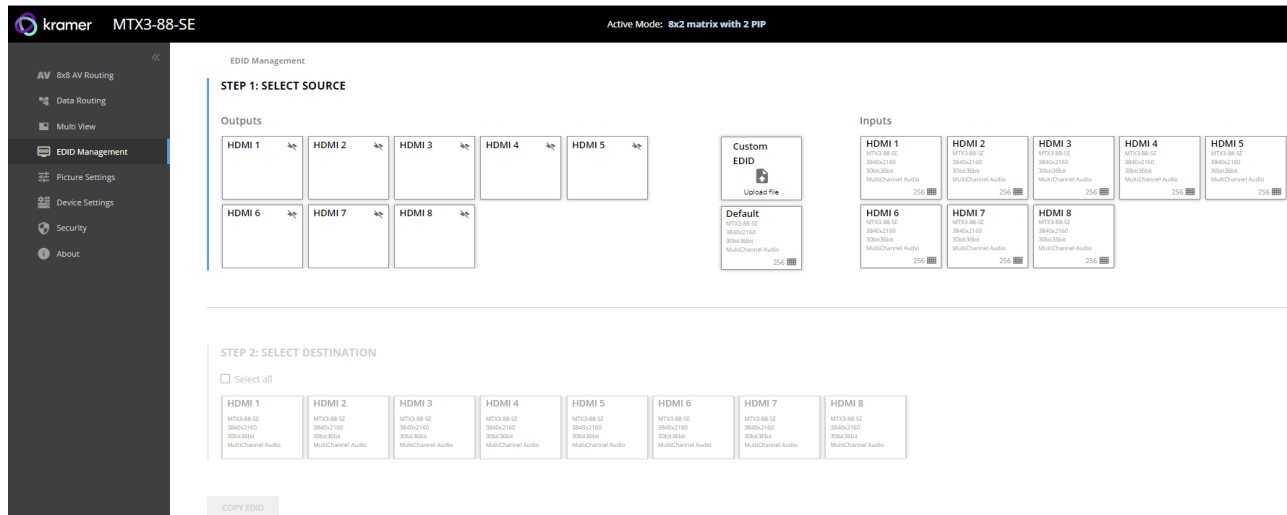 kramer MTX3-88-SE
Active Mode: 8x2 matrix with 2 PIP
AV 8x8 AV Routing
Data Routing
Multi View
EDID Management
Picture Settings
Device Settings
Security
About
EDID Management
STEP 1: SELECT SOURCE
Outputs
HDMI 1
HDMI 2
HDMI 3
HDMI 4
HDMI 5
HDMI 6
HDMI 7
HDMI 8
Custom
EDID
Upload file
Default
MTX3-88-SE
3840x2160
30bit36bit
MultiChannel Audio
256
Inputs
HDMI 1
MTX3-88-SE
3840x2160
30bit36bit
MultiChannel Audio
256
HDMI 2
MTX3-88-SE
3840x2160
30bit36bit
MultiChannel Audio
256
HDMI 3
MTX3-88-SE
3840x2160
30bit36bit
MultiChannel Audio
256
HDMI 4
MTX3-88-SE
3840x2160
30bit36bit
MultiChannel Audio
256
HDMI 5
MTX3-88-SE
3840x2160
30bit36bit
MultiChannel Audio
256
HDMI 6
MTX3-88-SE
3840x2160
30bit36bit
MultiChannel Audio
256
HDMI 7
MTX3-88-SE
3840x2160
30bit36bit
MultiChannel Audio
256
HDMI 8
MTX3-88-SE
3840x2160
30bit36bit
MultiChannel Audio
256
STEP 2: SELECT DESTINATION
Select all
HDMI 1
MTX3-88-SE
3840x2160
30bit36bit
MultiChannel Audio
HDMI 2
MTX3-88-SE
3840x2160
30bit36bit
MultiChannel Audio
HDMI 3
MTX3-88-SE
3840x2160
30bit36bit
MultiChannel Audio
HDMI 4
MTX3-88-SE
3840x2160
30bit36bit
MultiChannel Audio
HDMI 5
MTX3-88-SE
3840x2160
30bit36bit
MultiChannel Audio
HDMI 6
MTX3-88-SE
3840x2160
30bit36bit
MultiChannel Audio
HDMI 7
MTX3-88-SE
3840x2160
30bit36bit
MultiChannel Audio
HDMI 8
MTX3-88-SE
3840x2160
30bit36bit
MultiChannel Audio
COPY EDID